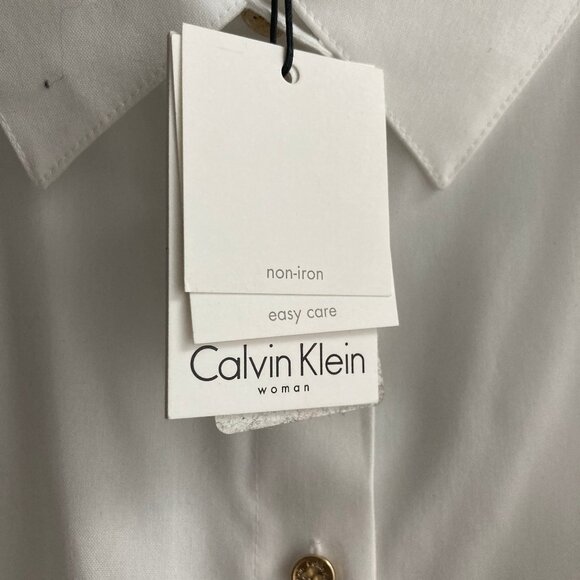 non-iron
easy care
Calvin Klein
woman